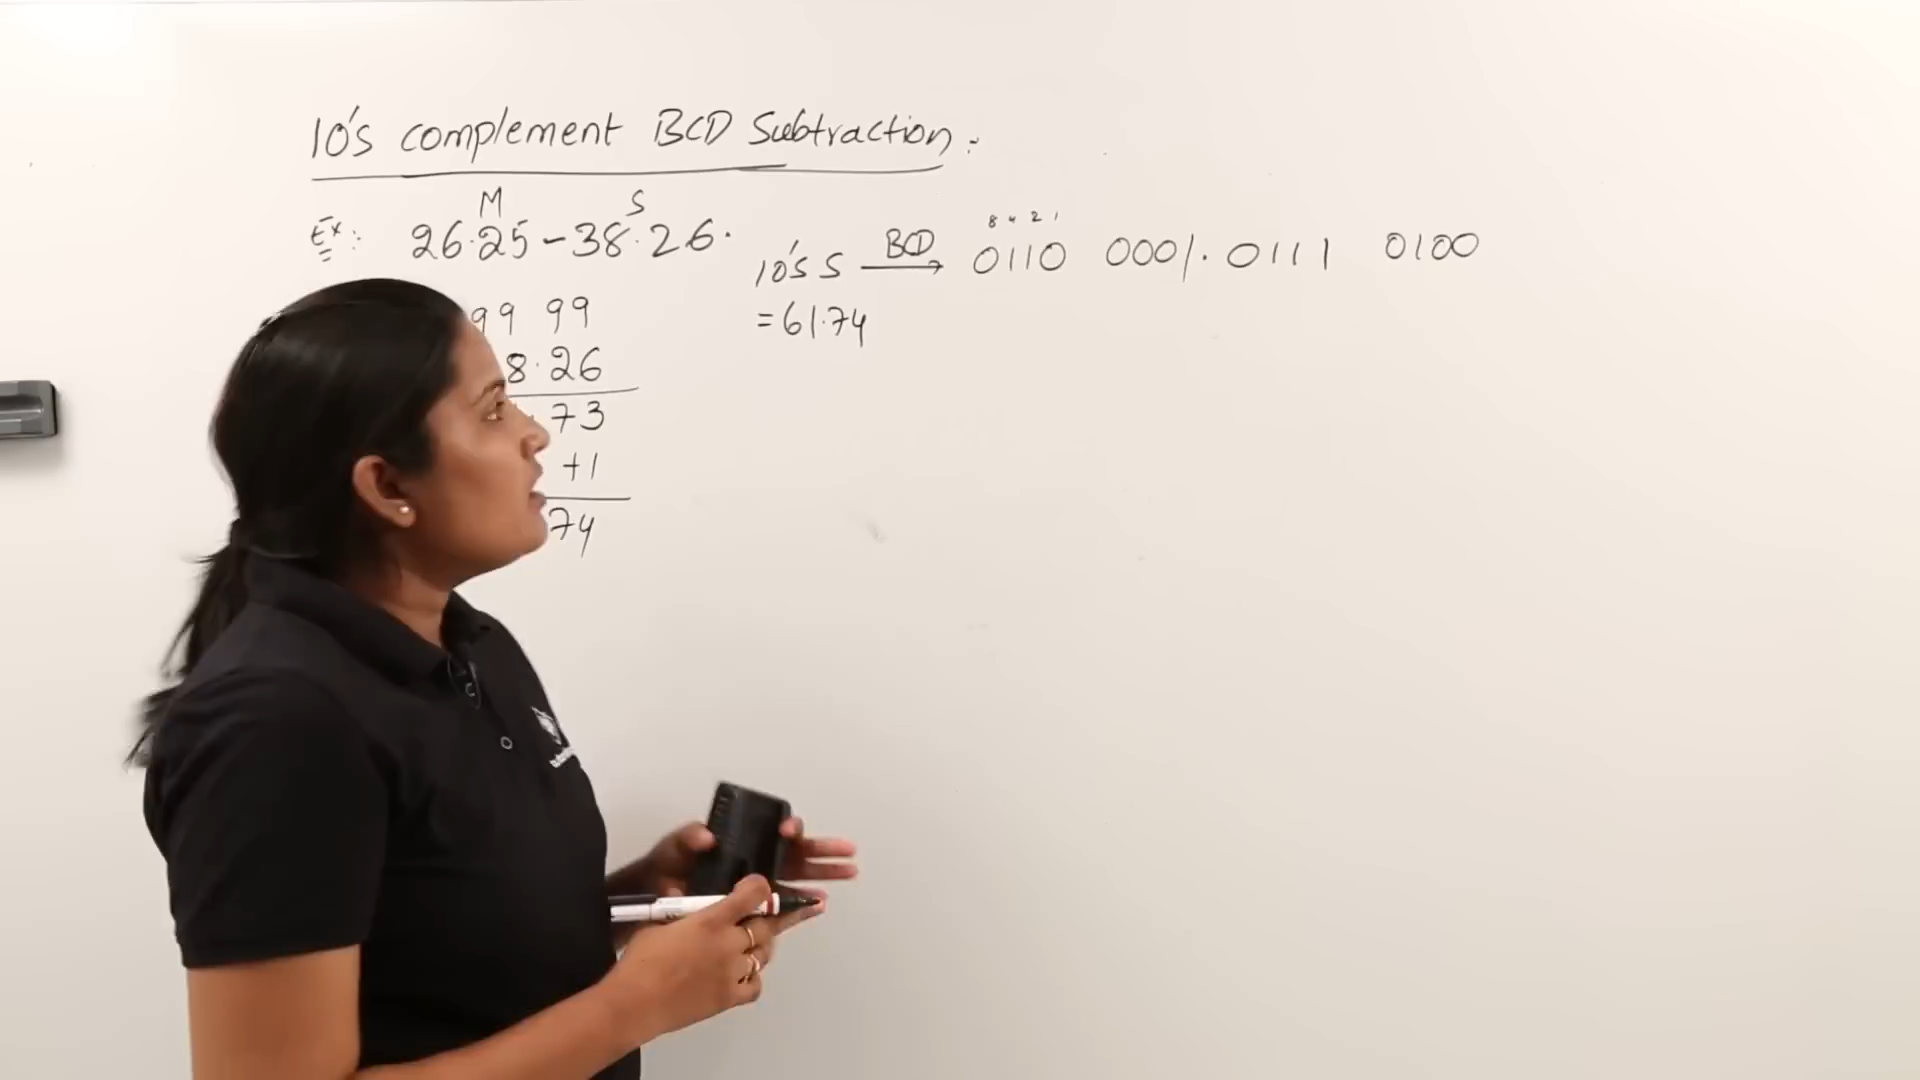 10's complement BCD Subtraction:
M S
Ex: 26.25 - 38.26.
99 99
8.26
. 73
+1
74
10's S BCD → 0110 0001. 0111 0100
8 4 2 1
= 61.74